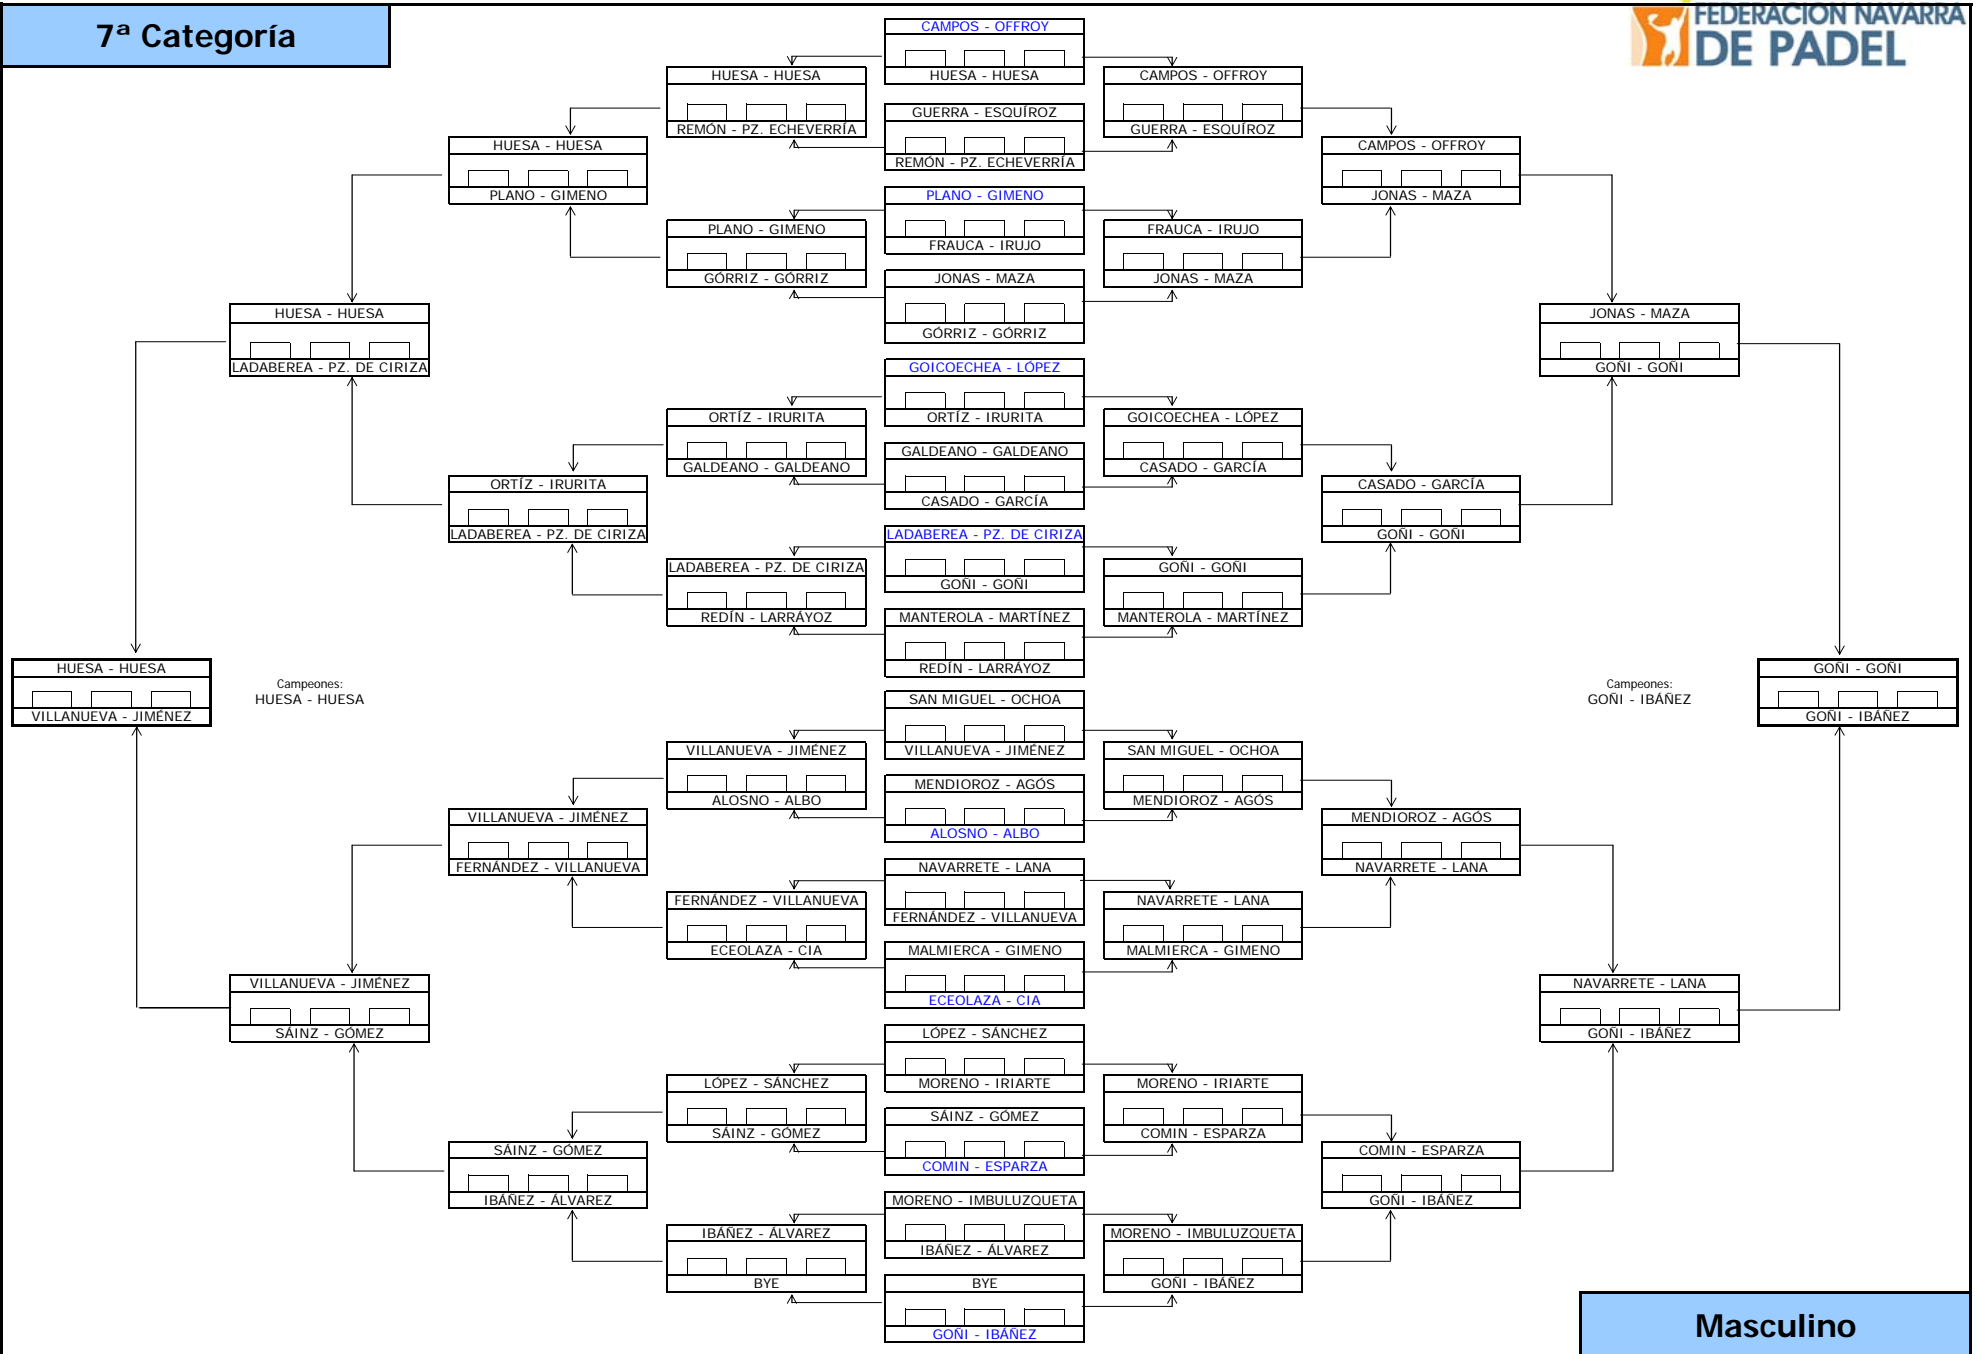 7ª Categoría
FEDERACIÓN NAVARRA
DE PADEL
CAMPOS - OFFROY
HUESA - HUESA
GUERRA - ESQUÍROZ
REMÓN - PZ. ECHEVERRÍA
PLANO - GIMENO
FRAUCA - IRUJO
JONAS - MAZA
GÓRRIZ - GÓRRIZ
GOICOECHEA - LÓPEZ
ORTÍZ - IRURITA
GALDEANO - GALDEANO
CASADO - GARCÍA
LADABEREA - PZ. DE CIRIZA
GOÑI - GOÑI
MANTEROLA - MARTÍNEZ
REDÍN - LARRÁYOZ
SAN MIGUEL - OCHOA
VILLANUEVA - JIMÉNEZ
MENDIOROZ - AGÓS
ALOSNO - ALBO
NAVARRETE - LANA
FERNÁNDEZ - VILLANUEVA
MALMIERCA - GIMENO
ECEOLAZA - CIA
LÓPEZ - SÁNCHEZ
MORENO - IRIARTE
SÁINZ - GÓMEZ
COMIN - ESPARZA
MORENO - IMBULUZQUETA
IBÁÑEZ - ÁLVAREZ
BYE
GOÑI - IBÁÑEZ
HUESA - HUESA
REMÓN - PZ. ECHEVERRÍA
PLANO - GIMENO
GÓRRIZ - GÓRRIZ
ORTÍZ - IRURITA
GALDEANO - GALDEANO
LADABEREA - PZ. DE CIRIZA
REDÍN - LARRÁYOZ
VILLANUEVA - JIMÉNEZ
ALOSNO - ALBO
FERNÁNDEZ - VILLANUEVA
ECEOLAZA - CIA
LÓPEZ - SÁNCHEZ
SÁINZ - GÓMEZ
IBÁÑEZ - ÁLVAREZ
BYE
HUESA - HUESA
PLANO - GIMENO
ORTÍZ - IRURITA
LADABEREA - PZ. DE CIRIZA
VILLANUEVA - JIMÉNEZ
FERNÁNDEZ - VILLANUEVA
SÁINZ - GÓMEZ
IBÁÑEZ - ÁLVAREZ
HUESA - HUESA
LADABEREA - PZ. DE CIRIZA
VILLANUEVA - JIMÉNEZ
SÁINZ - GÓMEZ
HUESA - HUESA
VILLANUEVA - JIMÉNEZ
Campeones:
HUESA - HUESA
CAMPOS - OFFROY
GUERRA - ESQUÍROZ
FRAUCA - IRUJO
JONAS - MAZA
GOICOECHEA - LÓPEZ
CASADO - GARCÍA
GOÑI - GOÑI
MANTEROLA - MARTÍNEZ
SAN MIGUEL - OCHOA
MENDIOROZ - AGÓS
NAVARRETE - LANA
MALMIERCA - GIMENO
MORENO - IRIARTE
COMIN - ESPARZA
MORENO - IMBULUZQUETA
GOÑI - IBÁÑEZ
CAMPOS - OFFROY
JONAS - MAZA
CASADO - GARCÍA
GOÑI - GOÑI
MENDIOROZ - AGÓS
NAVARRETE - LANA
COMIN - ESPARZA
GOÑI - IBÁÑEZ
JONAS - MAZA
GOÑI - GOÑI
NAVARRETE - LANA
GOÑI - IBÁÑEZ
Campeones:
GOÑI - IBÁÑEZ
GOÑI - GOÑI
GOÑI - IBÁÑEZ
Masculino